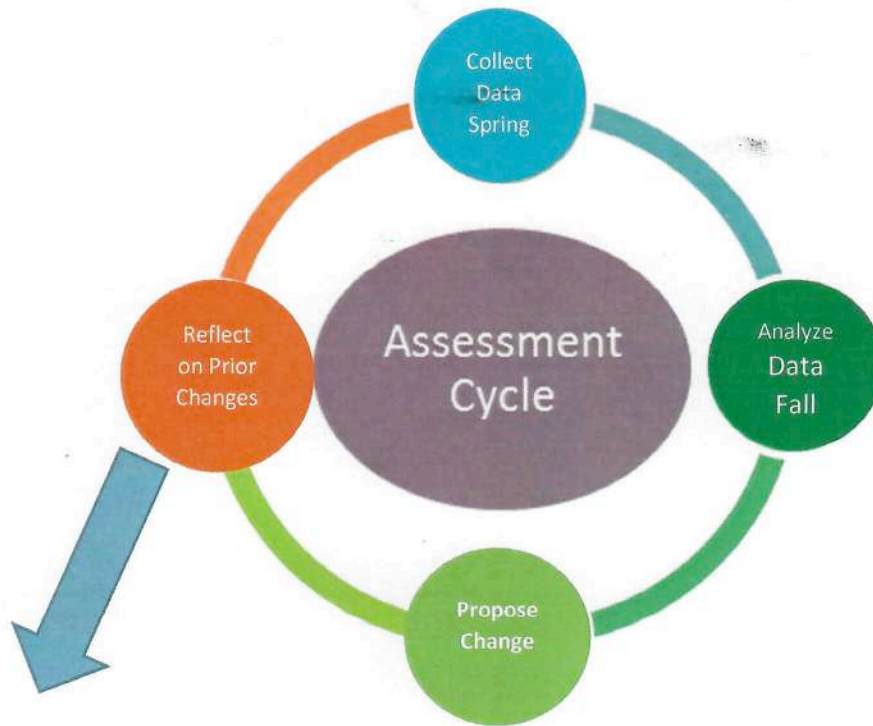 Collect
Data
Spring
Assessment
Cycle
Reflect
on Prior
Changes
Analyze
Data
Fall
Propose
Change